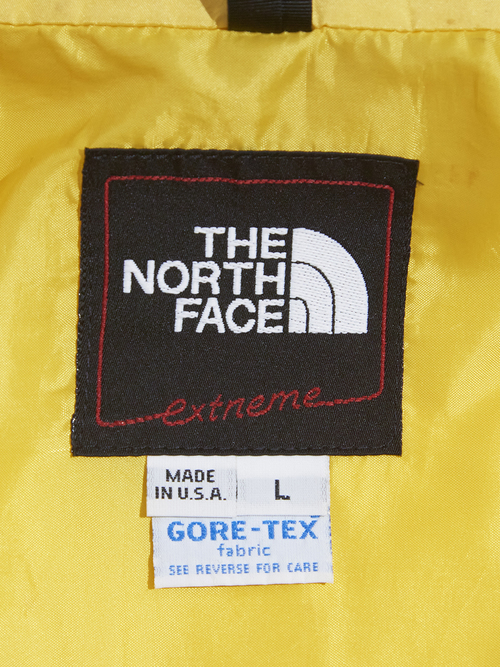 THE
NORTH
FACE
extreme
MADE
IN U.S.A.
L
GORE-TEX
fabric
SEE REVERSE FOR CARE